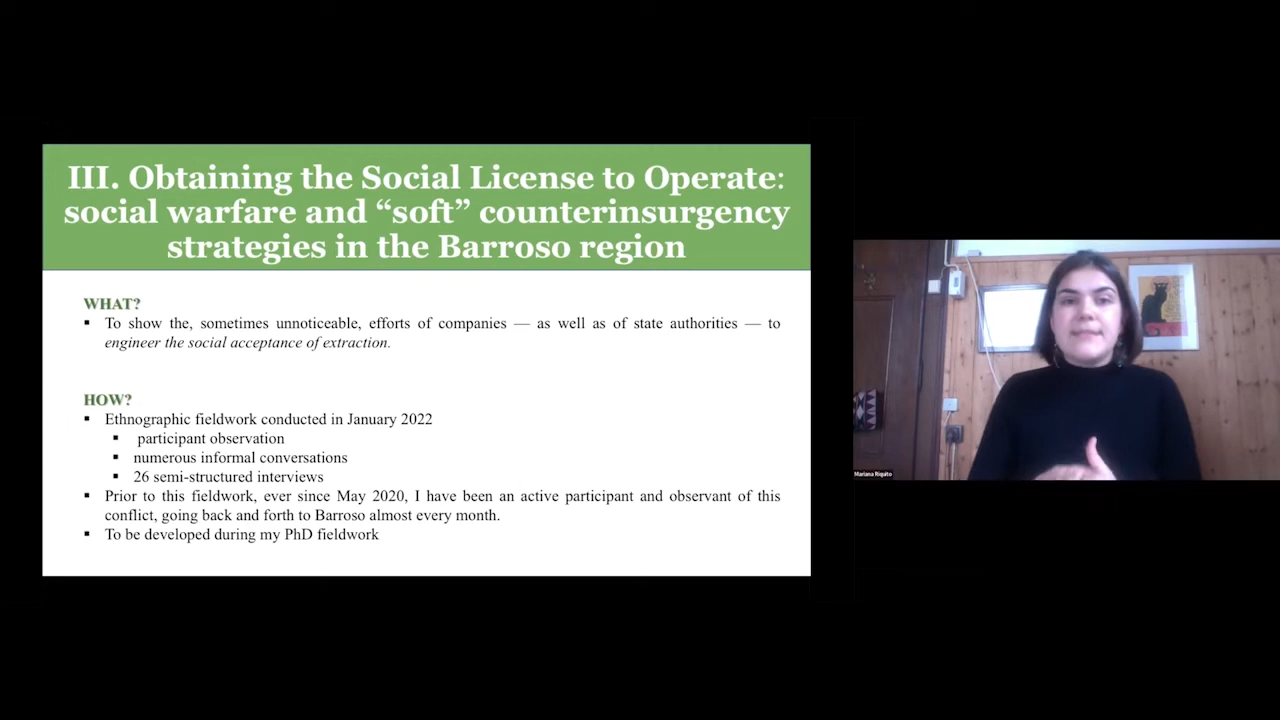 III. Obtaining the Social License to Operate:
social warfare and “soft” counterinsurgency
strategies in the Barroso region
WHAT?
▪ To show the, sometimes unnoticeable, efforts of companies — as well as of state authorities — to
engineer the social acceptance of extraction.
HOW?
▪ Ethnographic fieldwork conducted in January 2022
▪ participant observation
▪ numerous informal conversations
▪ 26 semi-structured interviews
▪ Prior to this fieldwork, ever since May 2020, I have been an active participant and observant of this
conflict, going back and forth to Barroso almost every month.
▪ To be developed during my PhD fieldwork
Mariana Riquito